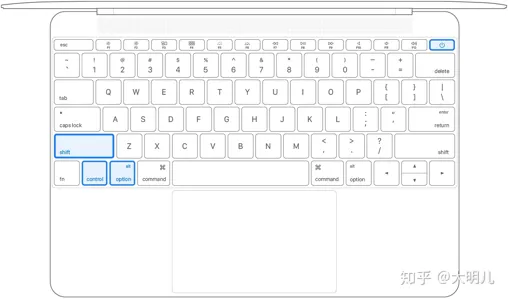 esc F1 F2 F3 F4 F5 F6 F7 F8 F9 F10 F11 F12
~ ` ! 1 @ 2 # 3 $ 4 % 5 ^ 6 & 7 * 8 ( 9 ) 0 — - + = delete
tab Q W E R T Y U I O P { [ } ] | \
caps lock A S D F G H J K L : ; " ' enter return
shift Z X C V B N M < , > . ? / shift
fn control alt option ⌘ command ⌘ command alt option ◄ ▲ ▼ ►
知乎 @大明儿